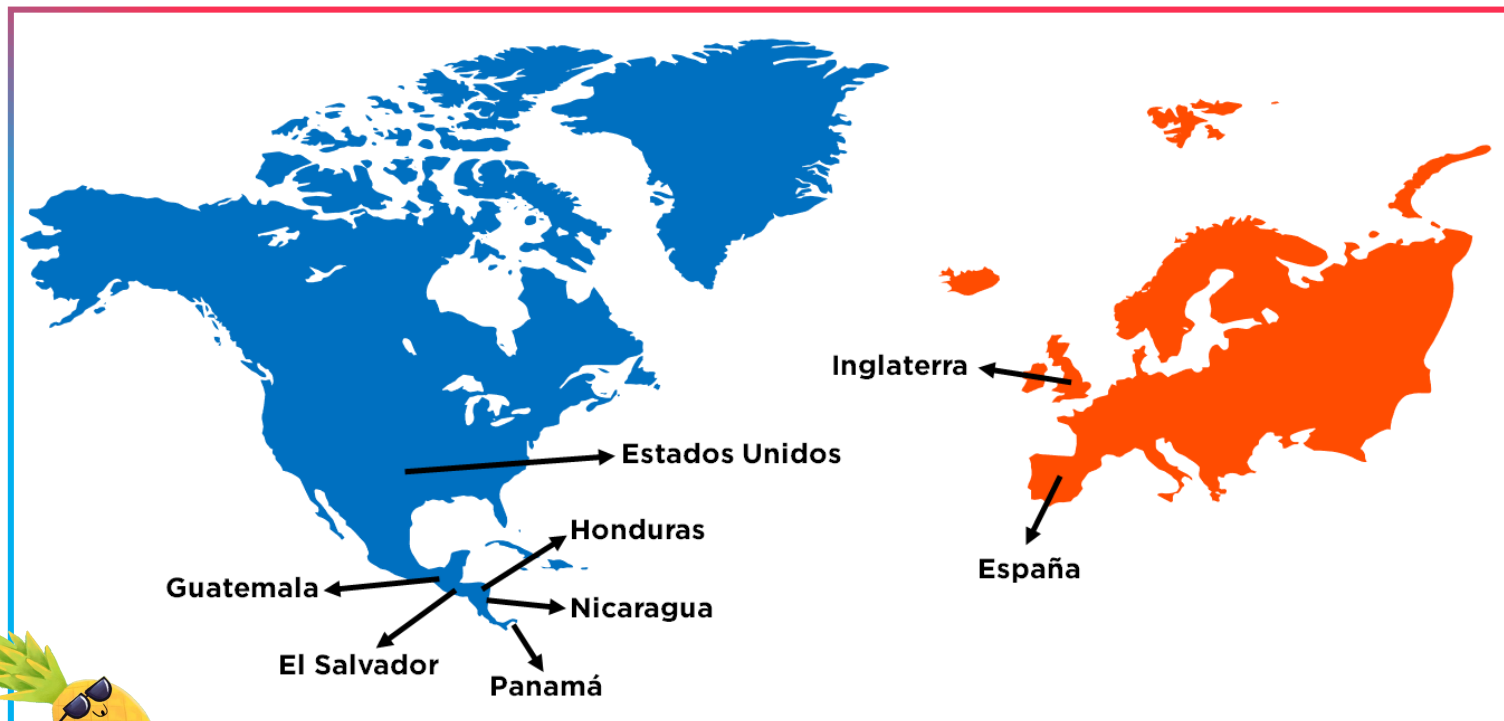 Inglaterra
Estados Unidos
Honduras
España
Guatemala
Nicaragua
El Salvador
Panamá